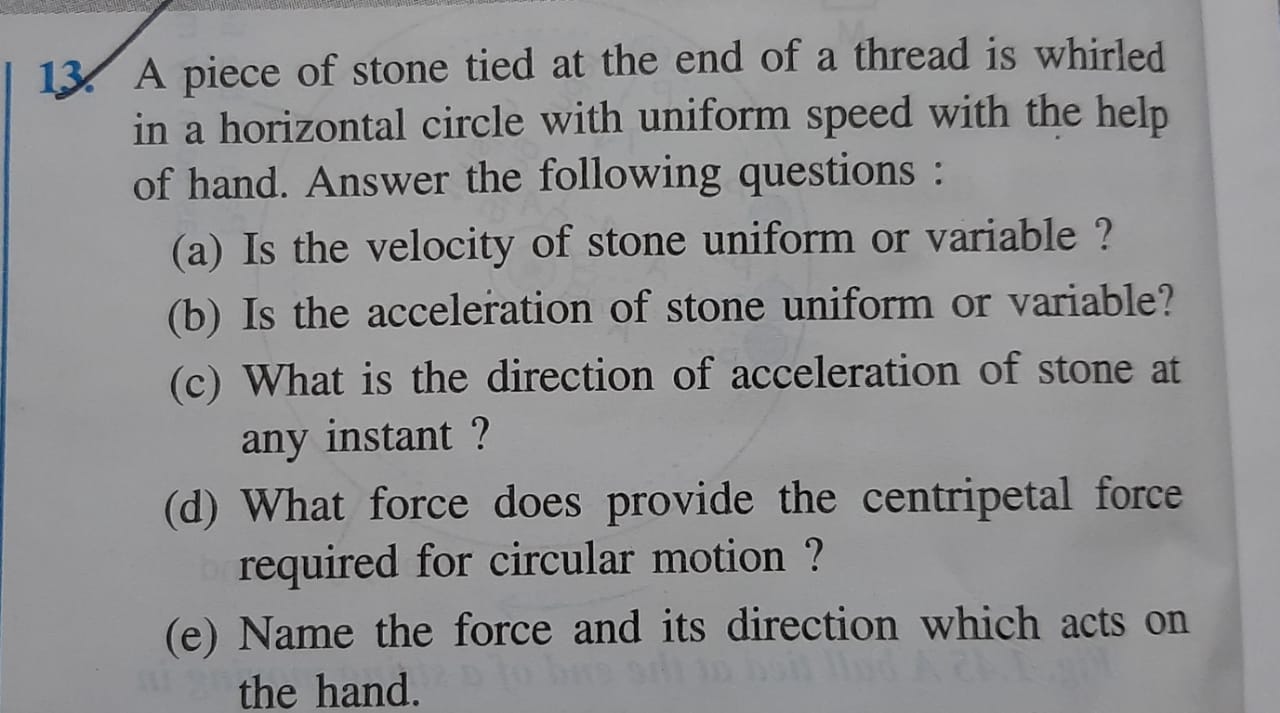 13. A piece of stone tied at the end of a thread is whirled
in a horizontal circle with uniform speed with the help
of hand. Answer the following questions :
(a) Is the velocity of stone uniform or variable ?
(b) Is the acceleration of stone uniform or variable?
(c) What is the direction of acceleration of stone at
any instant ?
(d) What force does provide the centripetal force
required for circular motion ?
(e) Name the force and its direction which acts on
the hand.